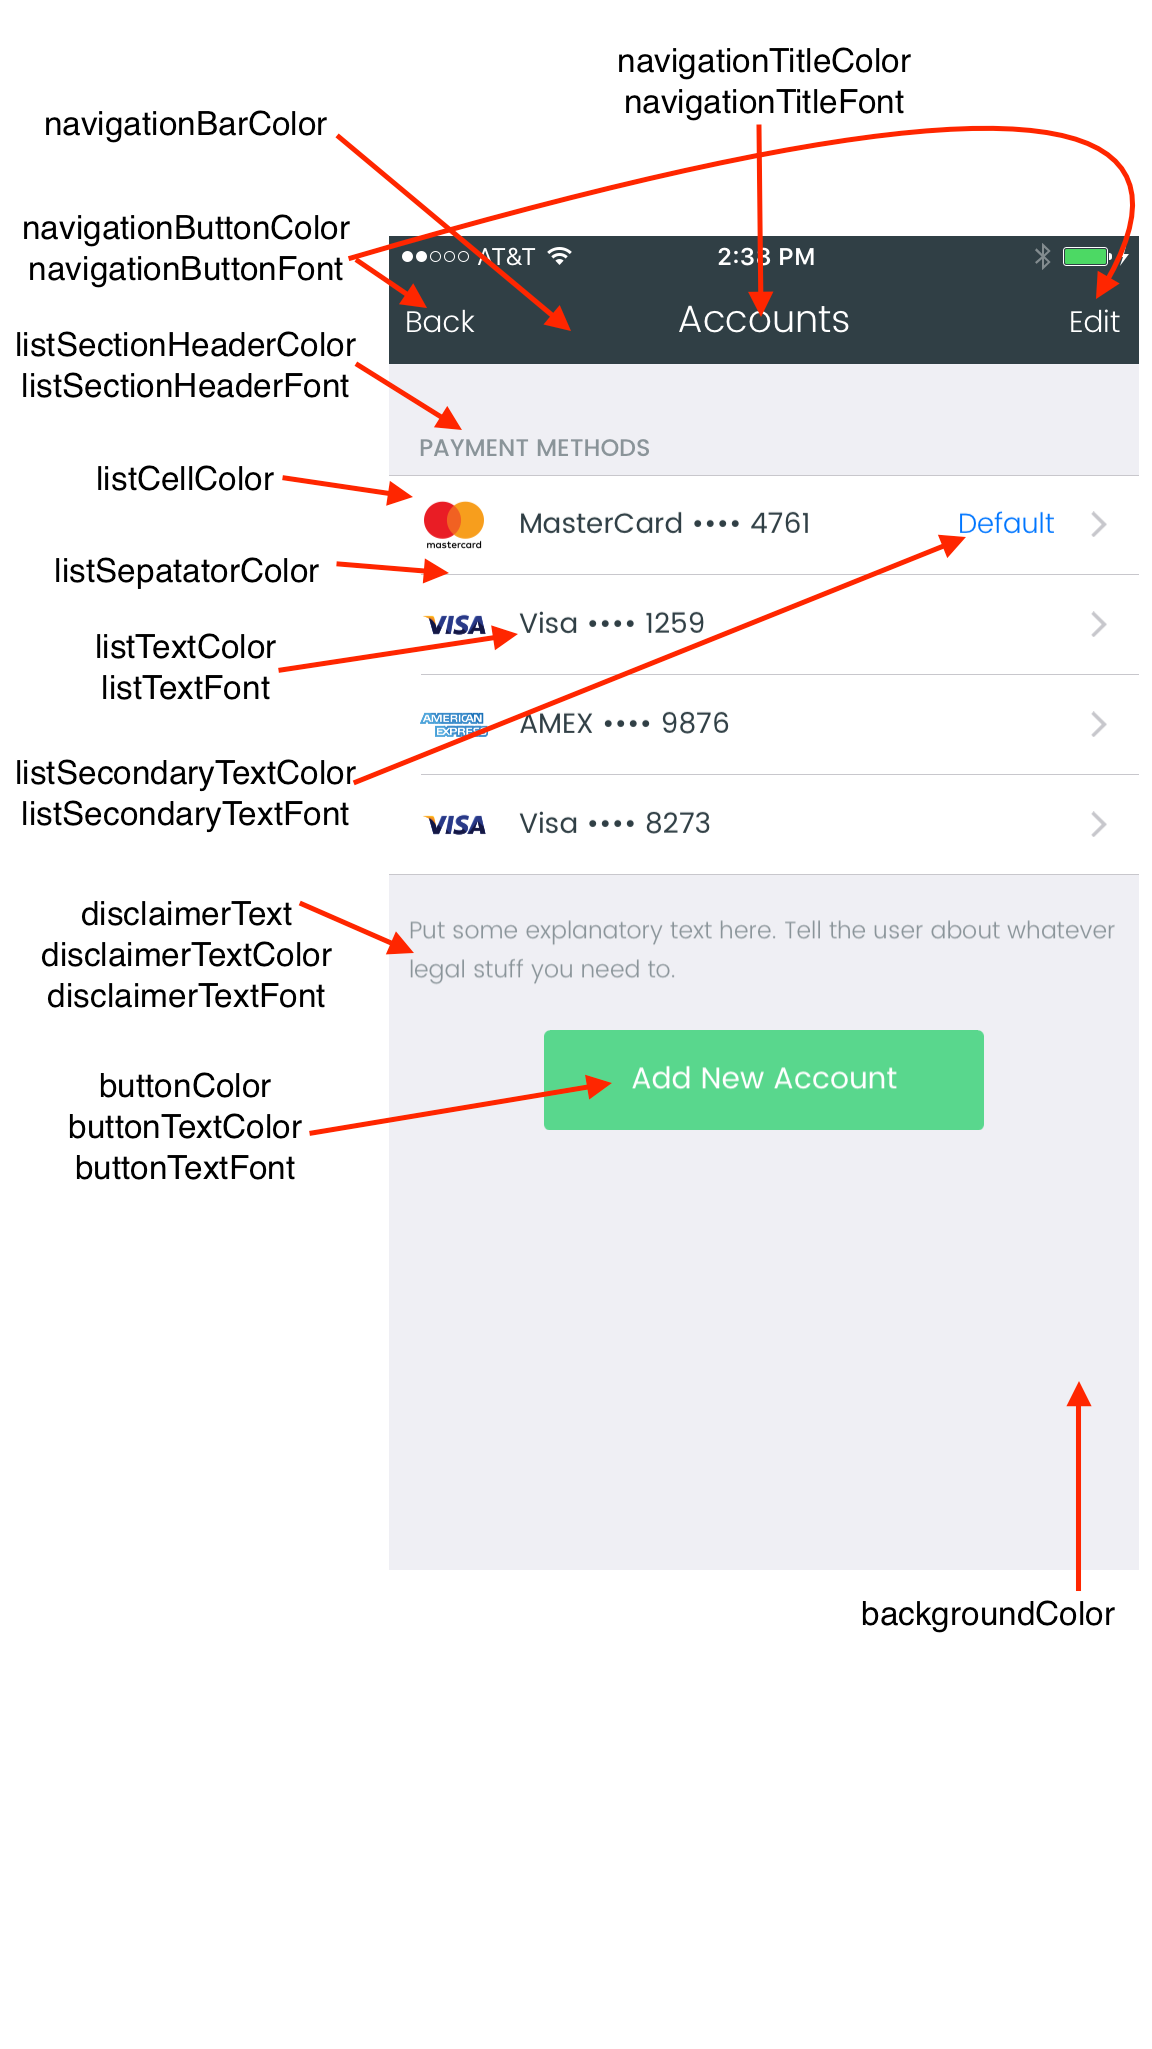 navigationTitleColor
navigationTitleFont
navigationBarColor
navigationButtonColor
navigationButtonFont
AT&T 2:38 PM
Back Accounts Edit
listSectionHeaderColor
listSectionHeaderFont
PAYMENT METHODS
listCellColor
mastercard
MasterCard •••• 4761 Default
listSepatatorColor
VISA Visa •••• 1259
listTextColor
listTextFont
AMERICAN
EXPRESS
AMEX •••• 9876
listSecondaryTextColor
listSecondaryTextFont
VISA Visa •••• 8273
disclaimerText
disclaimerTextColor
disclaimerTextFont
Put some explanatory text here. Tell the user about whatever
legal stuff you need to.
buttonColor
buttonTextColor
buttonTextFont
Add New Account
backgroundColor